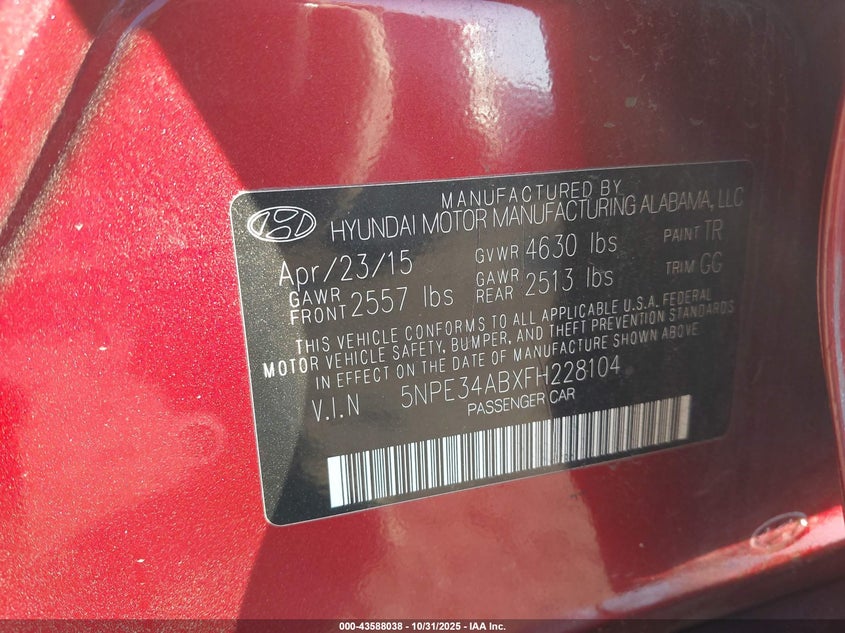 MANUFACTURED BY
HYUNDAI MOTOR MANUFACTURING ALABAMA, LLC
Apr/23/15 GVWR 4630 lbs PAINT TR
GAWR FRONT 2557 lbs GAWR REAR 2513 lbs TRIM GG
THIS VEHICLE CONFORMS TO ALL APPLICABLE U.S.A. FEDERAL
MOTOR VEHICLE SAFETY, BUMPER, AND THEFT PREVENTION STANDARDS
IN EFFECT ON THE DATE OF MANUFACTURE SHOWN ABOVE
V.I.N 5NPE34ABXFH228104
PASSENGER CAR
000-43588038 - 10/31/2025 - IAA Inc.